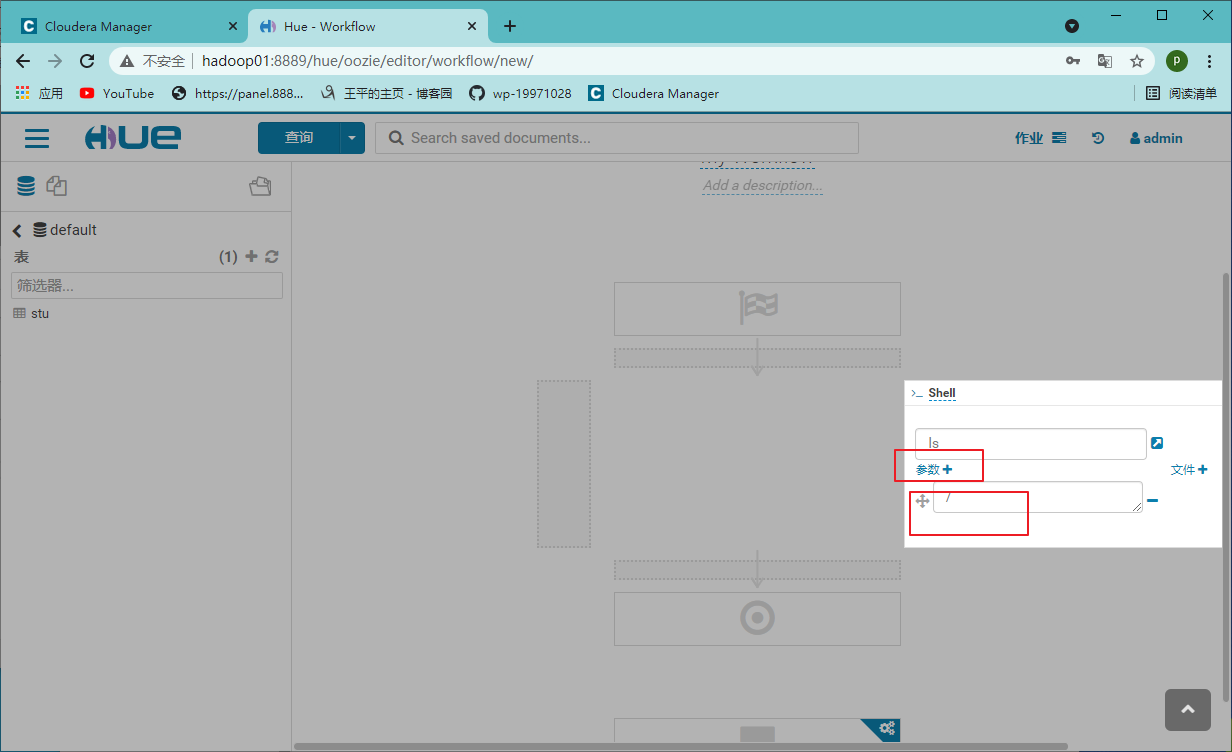 Cloudera Manager
Hue - Workflow
不安全
hadoop01:8889/hue/oozie/editor/workflow/new/
P
应用
YouTube
https://panel.888...
王平的主页 - 博客园
wp-19971028
Cloudera Manager
阅读清单
HUE
查询
Search saved documents...
作业
admin
My Workflow
Add a description...
default
表
(1)
筛选器...
stu
Shell
ls
参数
文件
/